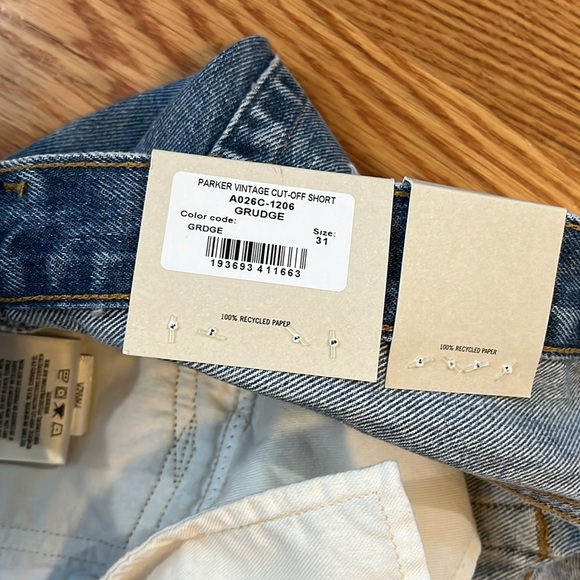 PARKER VINTAGE CUT-OFF SHORT
A026C-1206
GRUDGE
Color code:
GRDGE
Size:
31
193693 411663
100% RECYCLED PAPER
100% RECYCLED PAPER